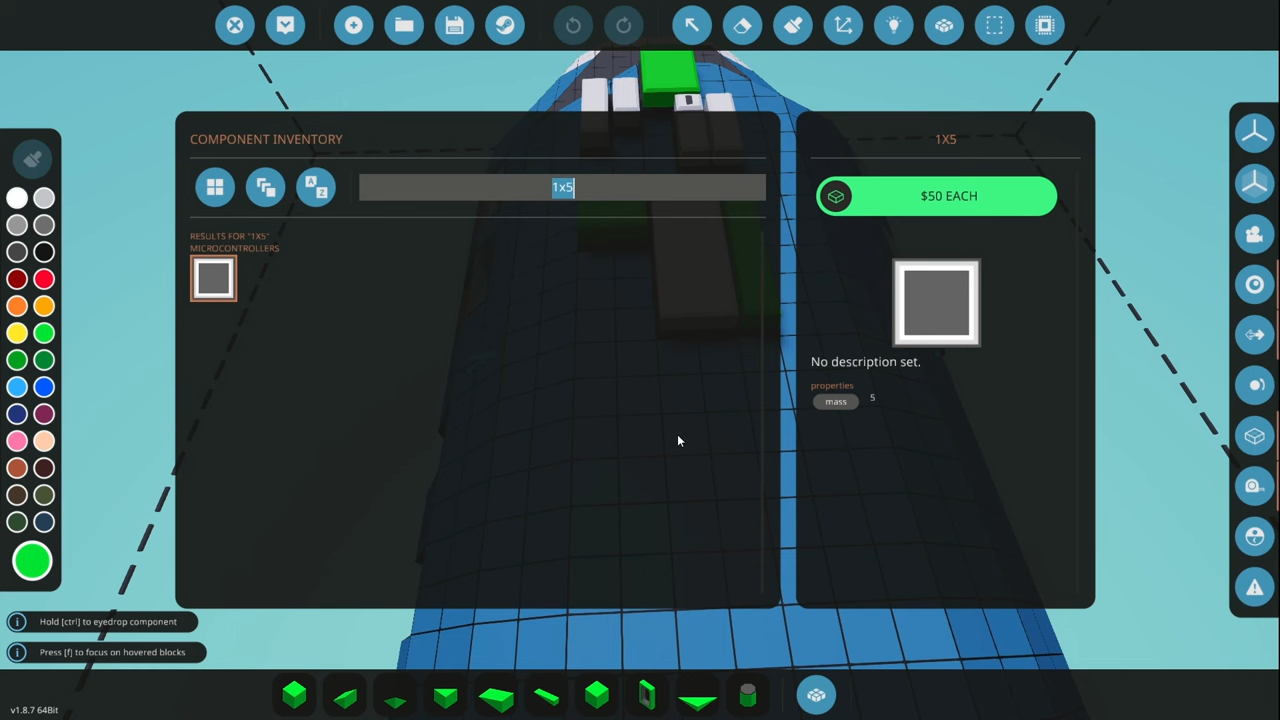 COMPONENT INVENTORY
1x5
RESULTS FOR "1X5"
MICROCONTROLLERS
1X5
$50 EACH
No description set.
properties
mass 5
Hold [ctrl] to eyedrop component
Press [f] to focus on hovered blocks
v1.8.7 64Bit